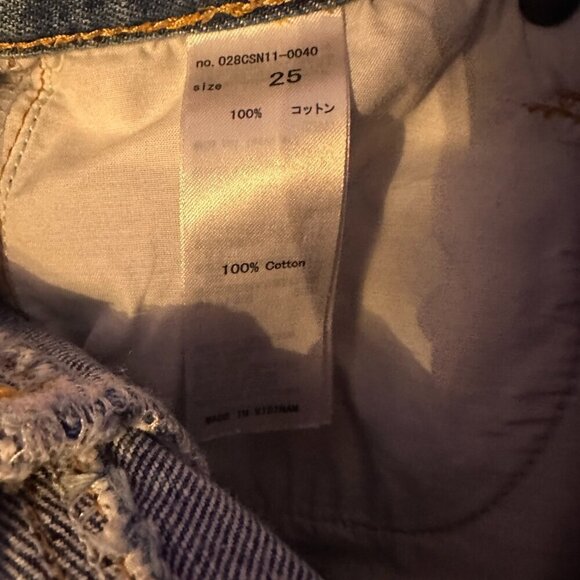 no. 028CSN11-0040
size 25
100% コットン
100% Cotton
MADE IN VIETNAM